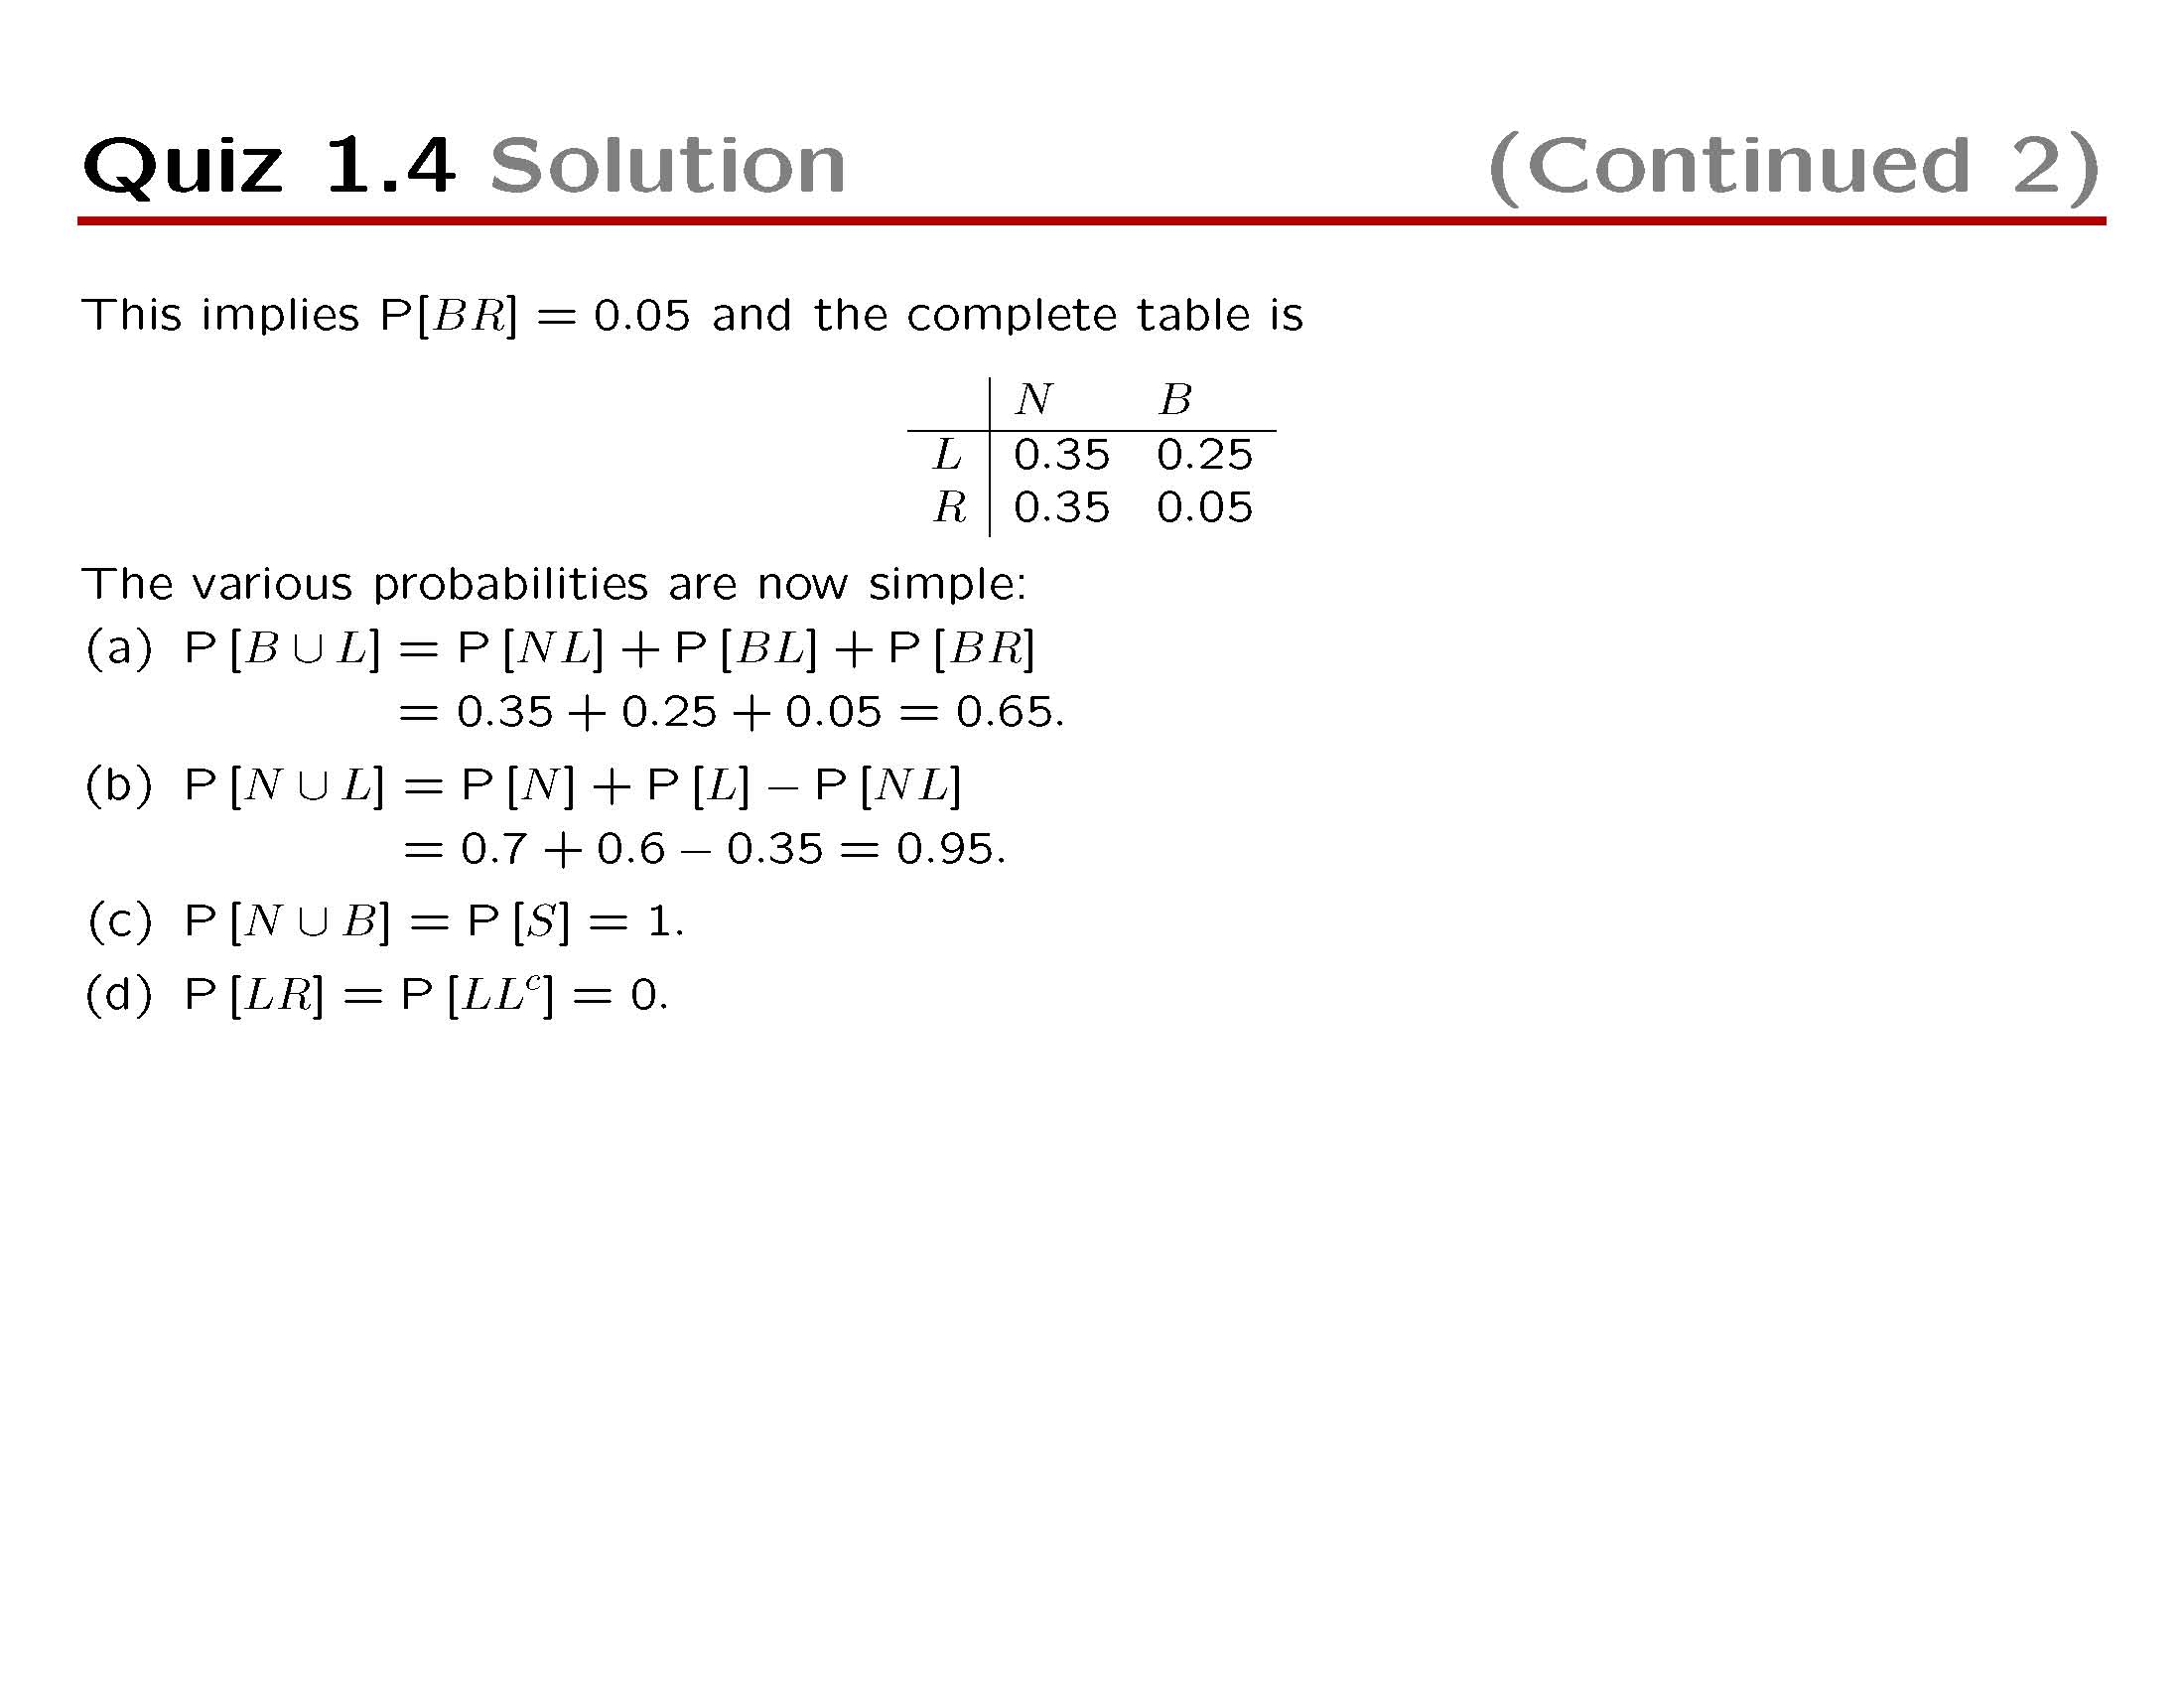 Quiz 1.4 Solution (Continued 2)
This implies P[BR] = 0.05 and the complete table is
N B
L 0.35 0.25
R 0.35 0.05
The various probabilities are now simple:
(a) P [B ∪ L] = P [NL] + P [BL] + P [BR]
= 0.35 + 0.25 + 0.05 = 0.65.
(b) P [N ∪ L] = P [N] + P [L] − P [NL]
= 0.7 + 0.6 − 0.35 = 0.95.
(c) P [N ∪ B] = P [S] = 1.
(d) P [LR] = P [LLᶜ] = 0.